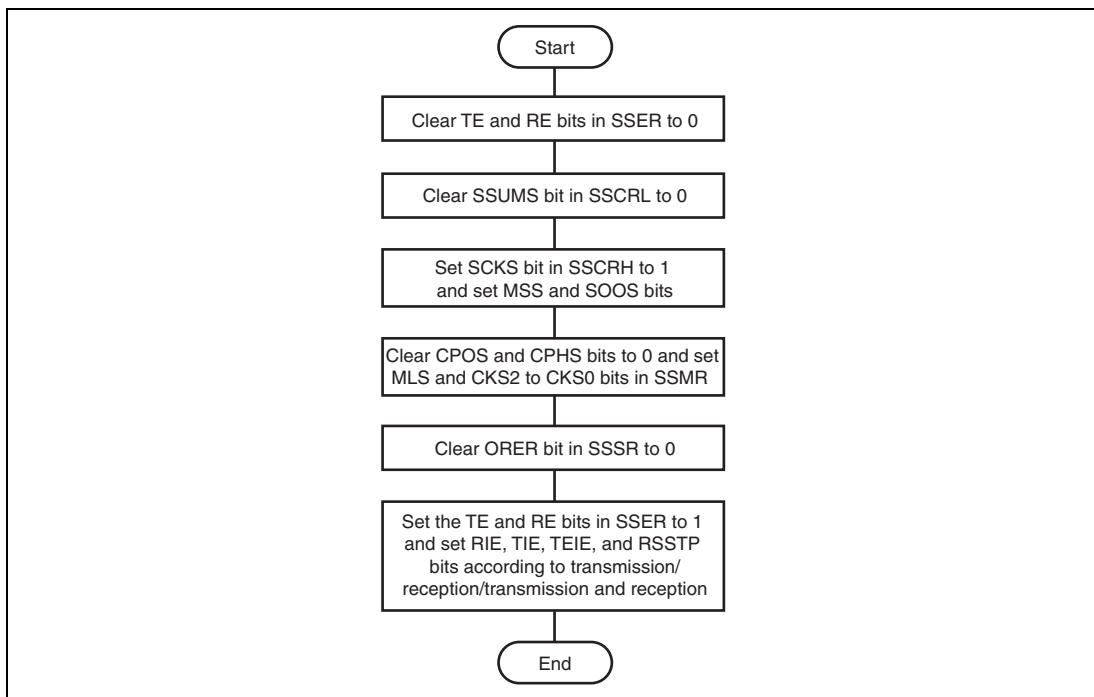 Start
Clear TE and RE bits in SSER to 0
Clear SSUMS bit in SSCRL to 0
Set SCKS bit in SSCRH to 1
and set MSS and SOOS bits
Clear CPOS and CPHS bits to 0 and set
MLS and CKS2 to CKS0 bits in SSMR
Clear ORER bit in SSSR to 0
Set the TE and RE bits in SSER to 1
and set RIE, TIE, TEIE, and RSSTP
bits according to transmission/
reception/transmission and reception
End